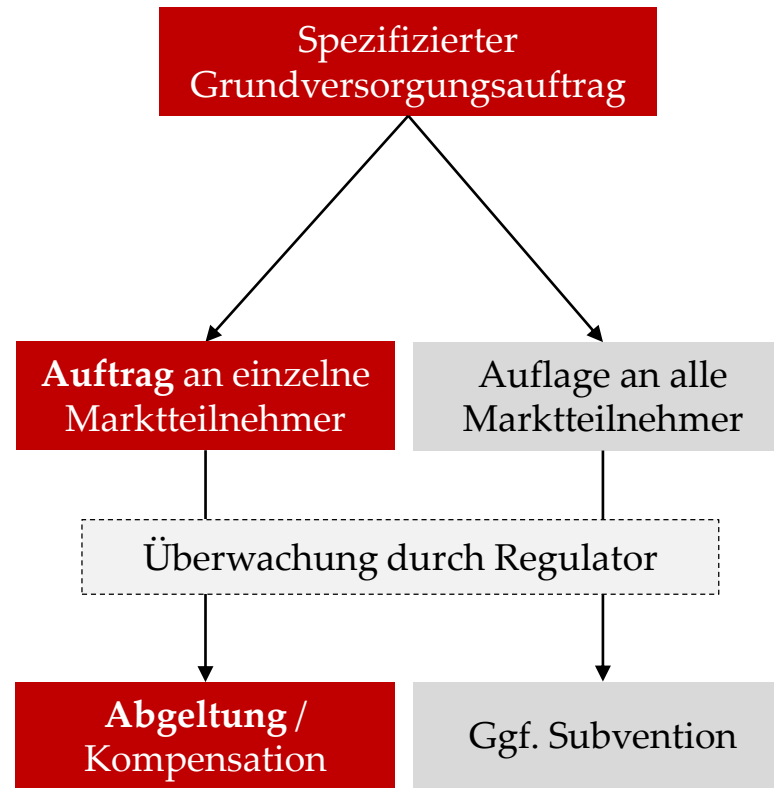 Spezifizierter
Grundversorgungsauftrag
Auftrag an einzelne
Marktteilnehmer
Auflage an alle
Marktteilnehmer
Überwachung durch Regulator
Abgeltung /
Kompensation
Ggf. Subvention